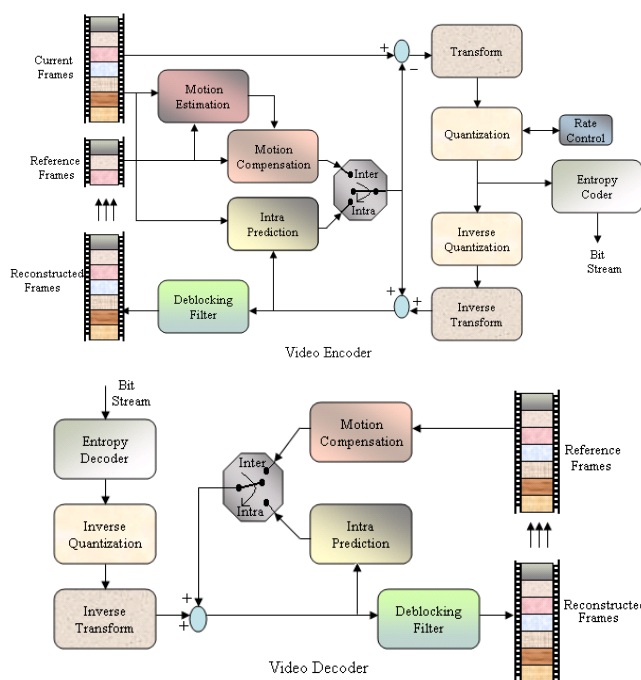 Current
Frames
Motion
Estimation
+
−
Transform
Quantization
Rate
Control
Reference
Frames
Motion
Compensation
Inter
Intra
Entropy
Coder
Intra
Prediction
Inverse
Quantization
Bit
Stream
Reconstructed
Frames
Deblocking
Filter
+
+
Inverse
Transform
Video Encoder
Bit
Stream
Entropy
Decoder
Motion
Compensation
Reference
Frames
Inter
Intra
Inverse
Quantization
Intra
Prediction
Inverse
Transform
+
+
Deblocking
Filter
Reconstructed
Frames
Video Decoder